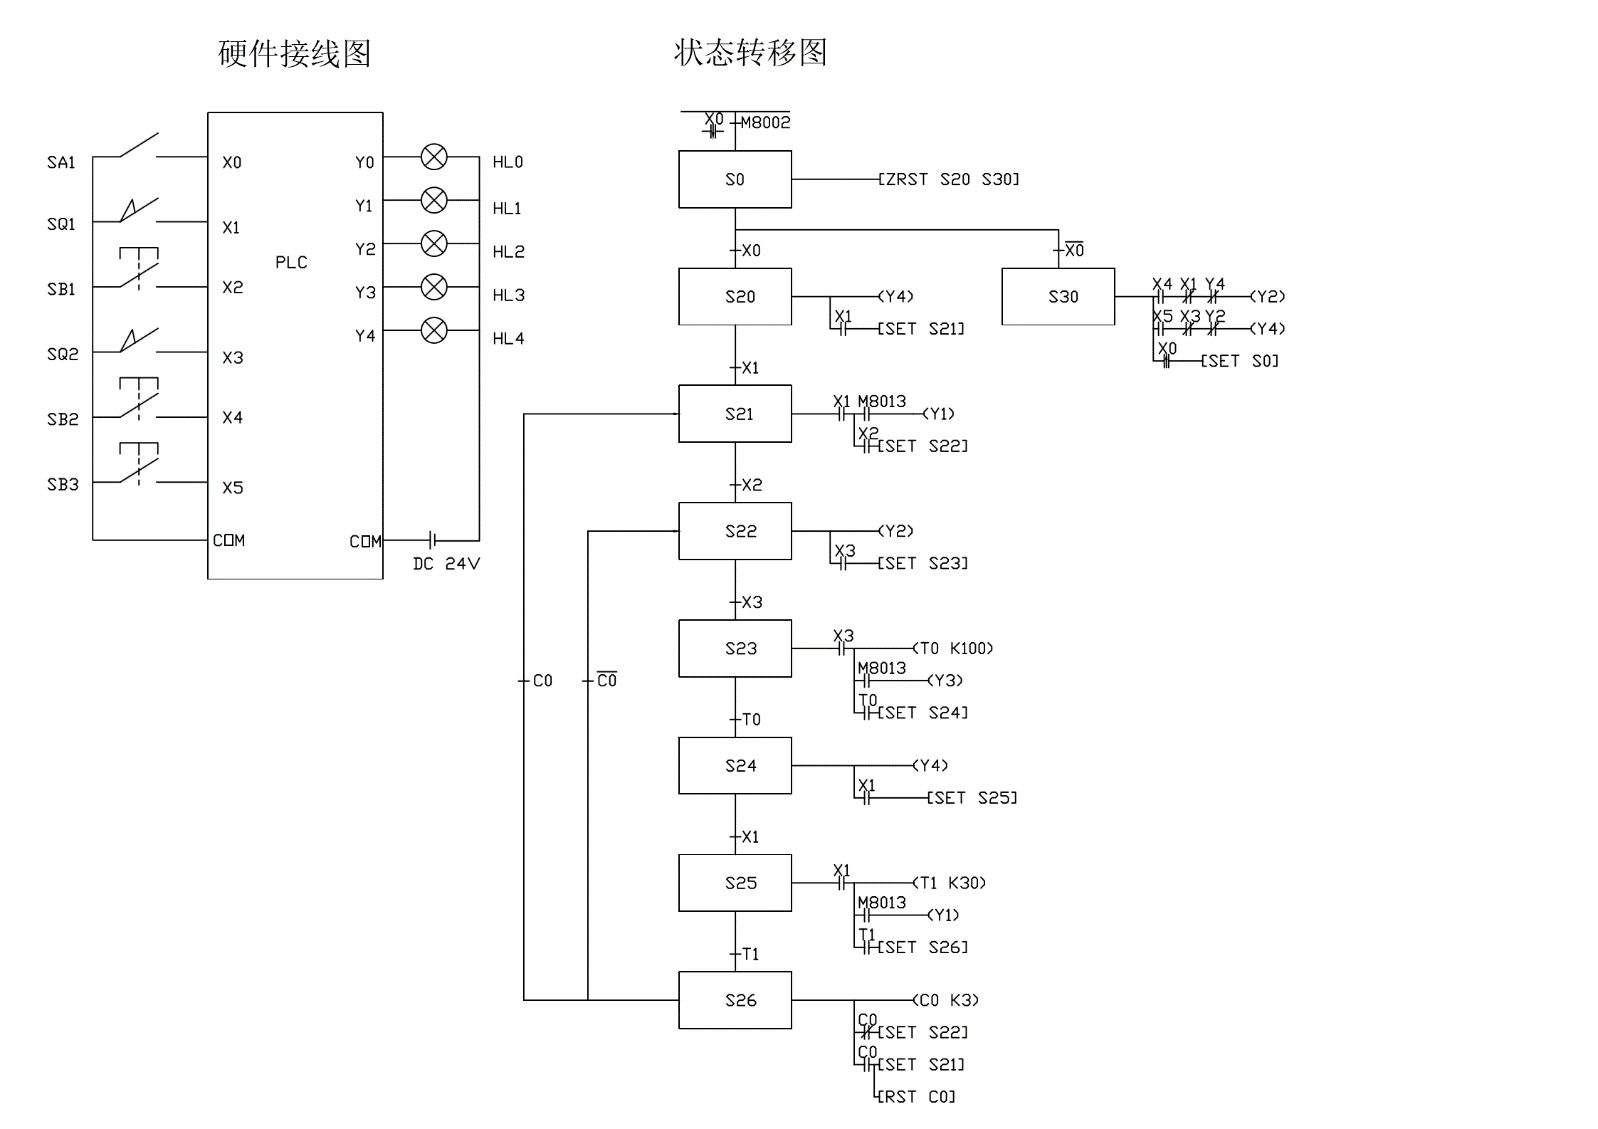 硬件接线图
SA1 X0 Y0 HL0
Y1 HL1
SQ1 X1
PLC Y2 HL2
SB1 X2 Y3 HL3
Y4 HL4
SQ2 X3
SB2 X4
SB3 X5
COM COM
DC 24V
状态转移图
X0 M8002
S0 [ZRST S20 S30]
X0 X0
S20 (Y4)
X1 [SET S21]
S30 X4 X1 Y4 (Y2)
X5 X3 Y2 (Y4)
X0 [SET S0]
X1
S21 X1 M8013 (Y1)
X2 [SET S22]
X2
S22 (Y2)
X3 [SET S23]
X3
S23 X3 (T0 K100)
M8013 (Y3)
T0 [SET S24]
C0 C0
T0
S24 (Y4)
X1 [SET S25]
X1
S25 X1 (T1 K30)
M8013 (Y1)
T1 [SET S26]
T1
S26 (C0 K3)
C0 [SET S22]
C0 [SET S21]
[RST C0]